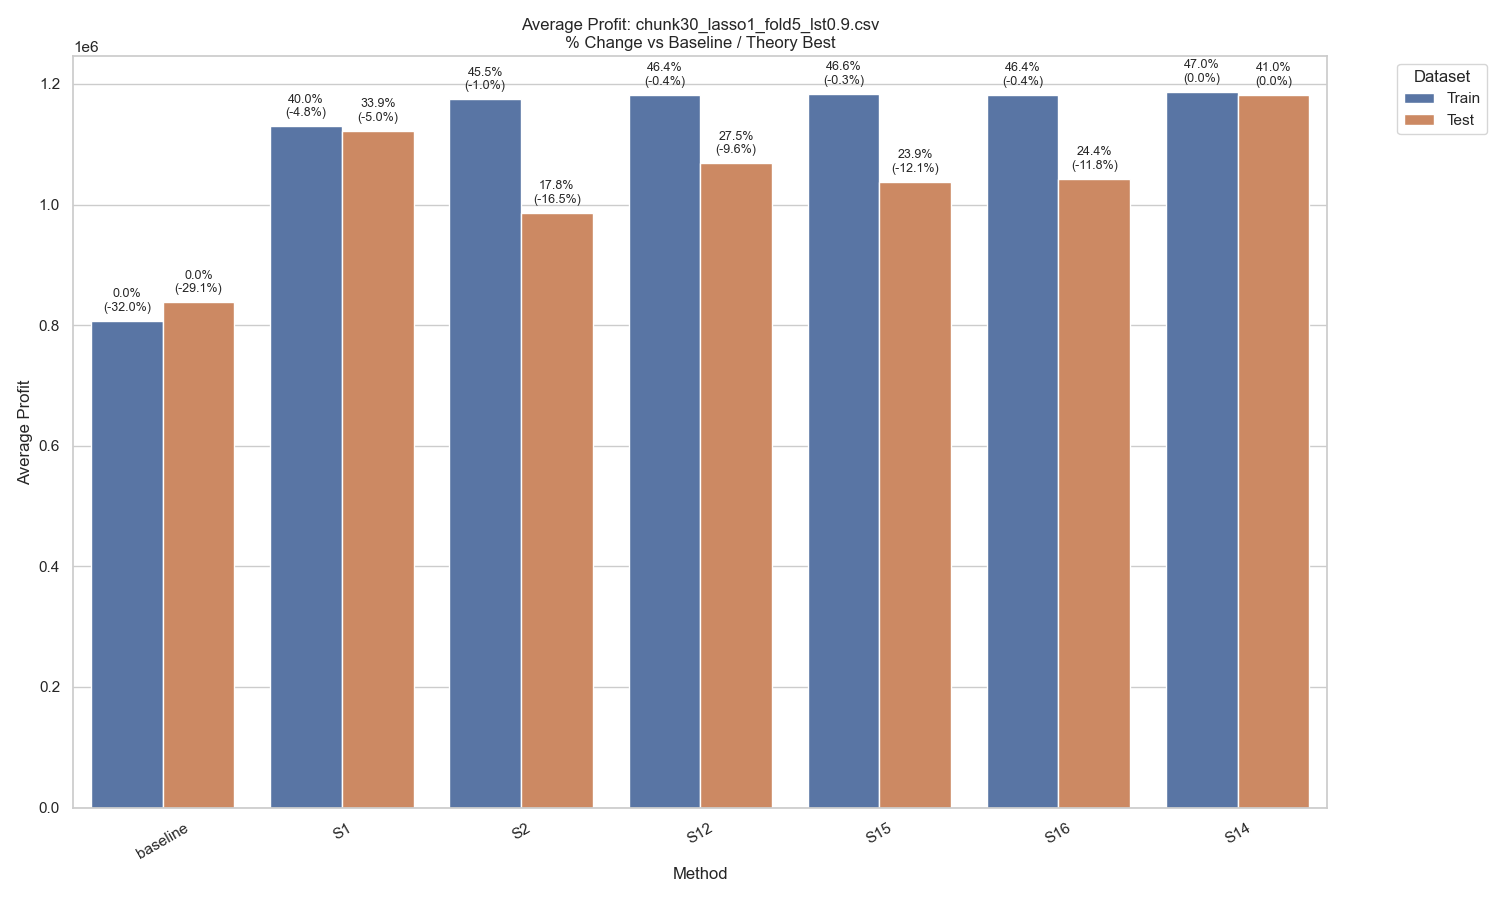 Average Profit: chunk30_lasso1_fold5_lst0.9.csv
% Change vs Baseline / Theory Best
1e6
1.2
1.0
0.8
0.6
0.4
0.2
0.0
Average Profit
0.0%
(-32.0%)
0.0%
(-29.1%)
40.0%
(-4.8%)
33.9%
(-5.0%)
45.5%
(-1.0%)
17.8%
(-16.5%)
46.4%
(-0.4%)
27.5%
(-9.6%)
46.6%
(-0.3%)
23.9%
(-12.1%)
46.4%
(-0.4%)
24.4%
(-11.8%)
47.0%
(0.0%)
41.0%
(0.0%)
baseline
S1
S2
S12
S15
S16
S14
Method
Dataset
Train
Test